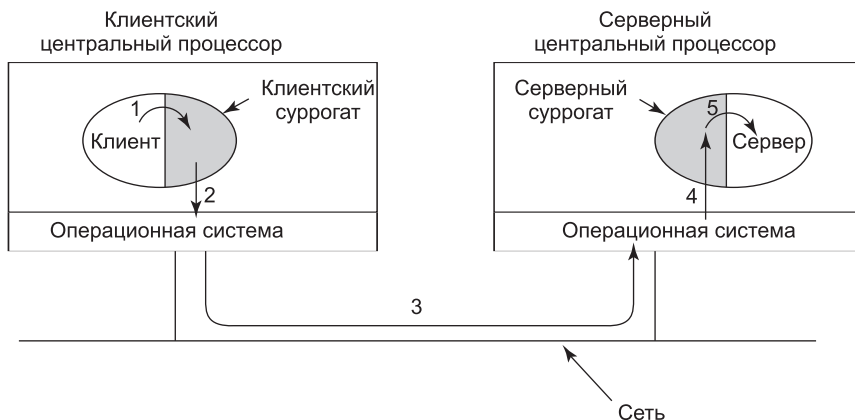 Клиентский
центральный процессор
Серверный
центральный процессор
1
Клиент
Клиентский
суррогат
2
Операционная система
Серверный
суррогат
5
Сервер
4
Операционная система
3
Сеть